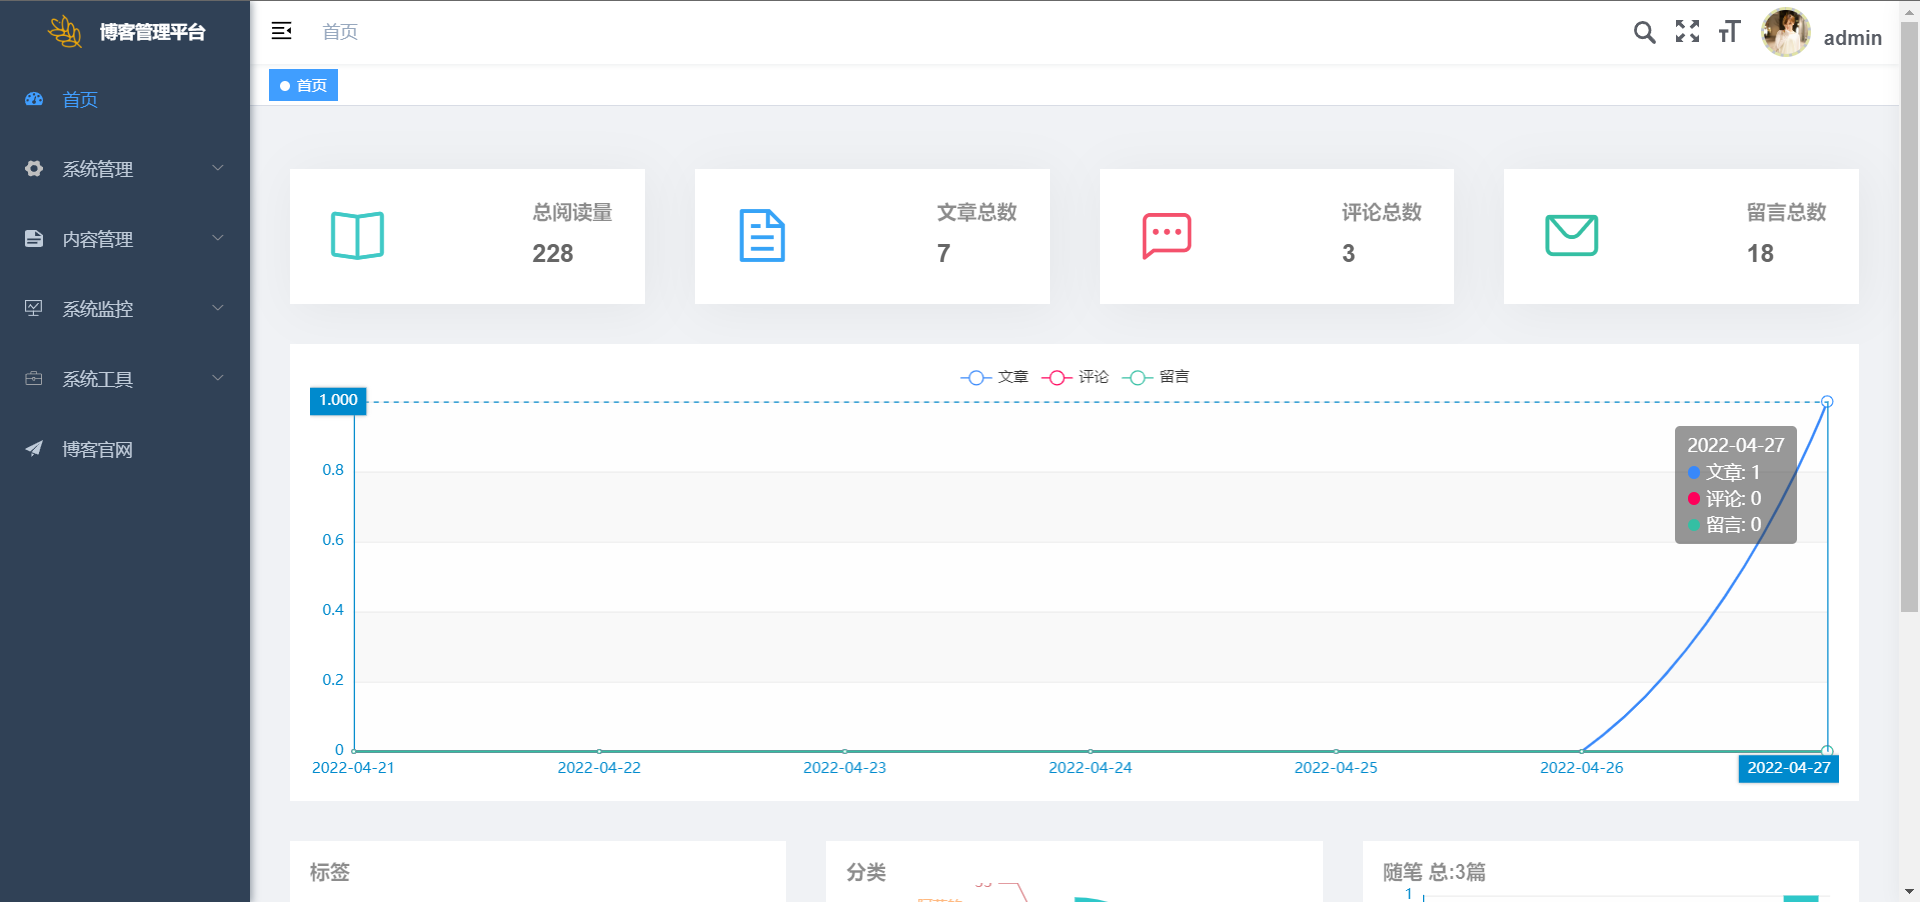 博客管理平台
首页
admin
首页
首页
系统管理
内容管理
系统监控
系统工具
博客官网
总阅读量
228
文章总数
7
评论总数
3
留言总数
18
文章 评论 留言
1.000
0.8
0.6
0.4
0.2
0
2022-04-27
文章: 1
评论: 0
留言: 0
2022-04-21 2022-04-22 2022-04-23 2022-04-24 2022-04-25 2022-04-26 2022-04-27
标签
分类
随笔 总:3篇
1